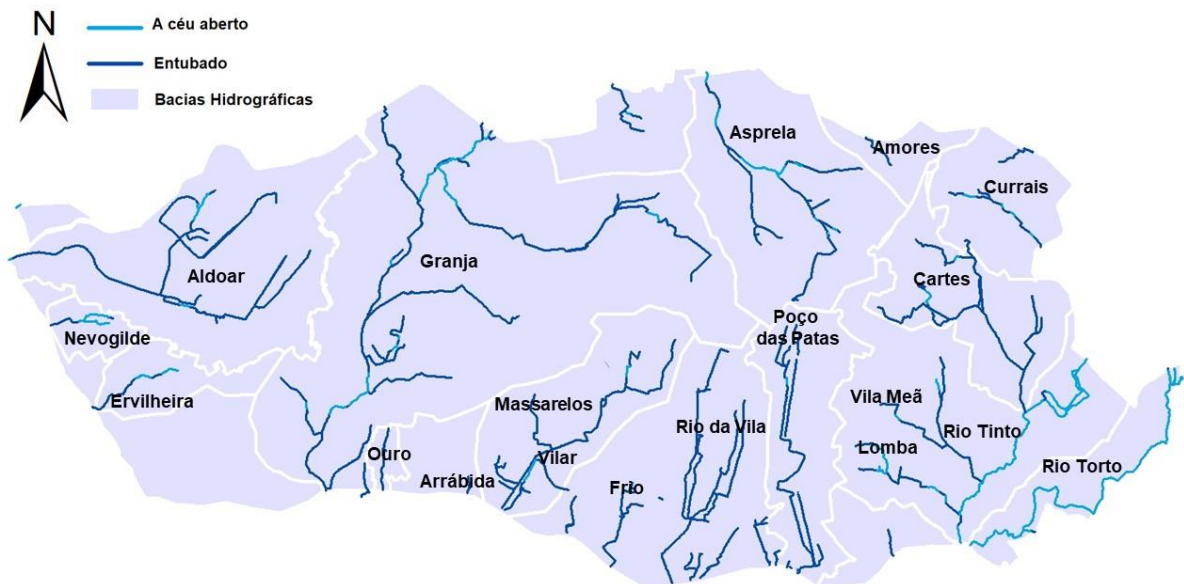 N
A céu aberto
Entubado
Bacias Hidrográficas
Asprela
Amores
Currais
Aldoar
Granja
Cartes
Nevogilde
Poço
das Patas
Ervilheira
Massarelos
Vila Meã
Rio da Vila
Rio Tinto
Ouro
Vilar
Lomba
Rio Torto
Arrábida
Frio